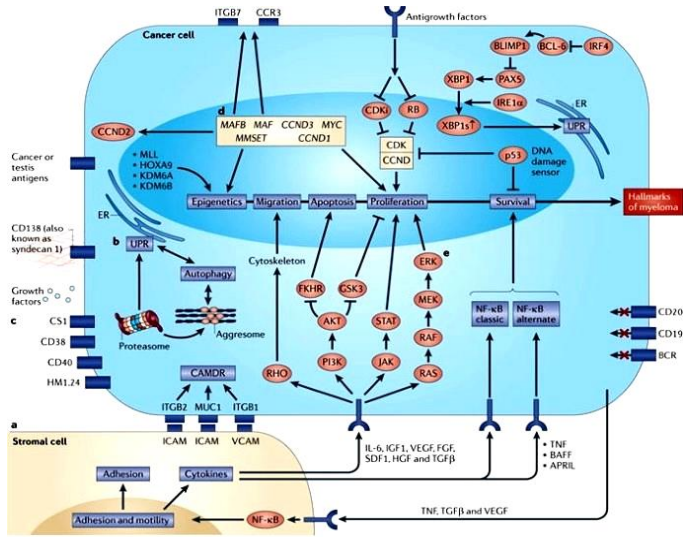 ITGB7
CCR3
Antigrowth factors
Cancer cell
BLIMP1
BCL-6
IRF4
XBP1
PAX5
CDKi
RB
IRE1α
ER
XBP1s↑
UPR
d
MAFB MAF CCND3 MYC
MMSET CCND1
CCND2
CDK
CCND
p53
DNA
damage
sensor
Cancer or
testis
antigens
• MLL
• HOXA9
• KDM6A
• KDM6B
Epigenetics
Migration
Apoptosis
Proliferation
Survival
Hallmarks
of myeloma
ER
CD138 (also
known as
syndecan 1)
b
UPR
Cytoskeleton
e
ERK
Autophagy
FKHR
GSK3
MEK
Growth
factors
NF-κB
classic
NF-κB
alternate
CD20
c
CS1
Proteasome
Aggresome
AKT
STAT
RAF
CD19
CD38
CD40
HM1.24
CAMDR
RHO
PI3K
JAK
RAS
BCR
ITGB2
MUC1
ITGB1
ICAM
ICAM
VCAM
a
Stromal cell
IL-6, IGF1, VEGF, FGF,
SDF1, HGF and TGFβ
• TNF
• BAFF
• APRIL
Adhesion
Cytokines
Adhesion and motility
NF-κB
TNF, TGFβ and VEGF